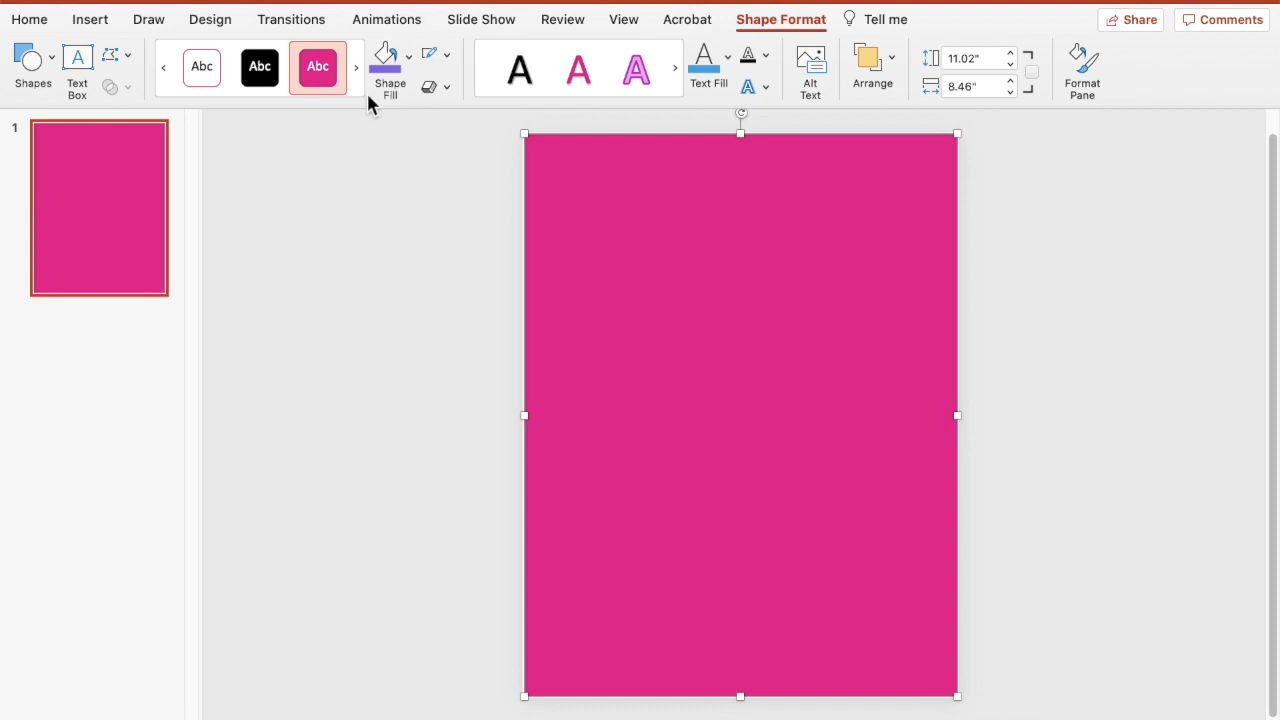 Home Insert Draw Design Transitions Animations Slide Show Review View Acrobat Shape Format Tell me Share Comments
Shapes
Text
Box
Abc Abc Abc
Shape
Fill
A A A
A Text Fill
A
A
Alt
Text
Arrange
11.02"
8.46"
Format
Pane
1